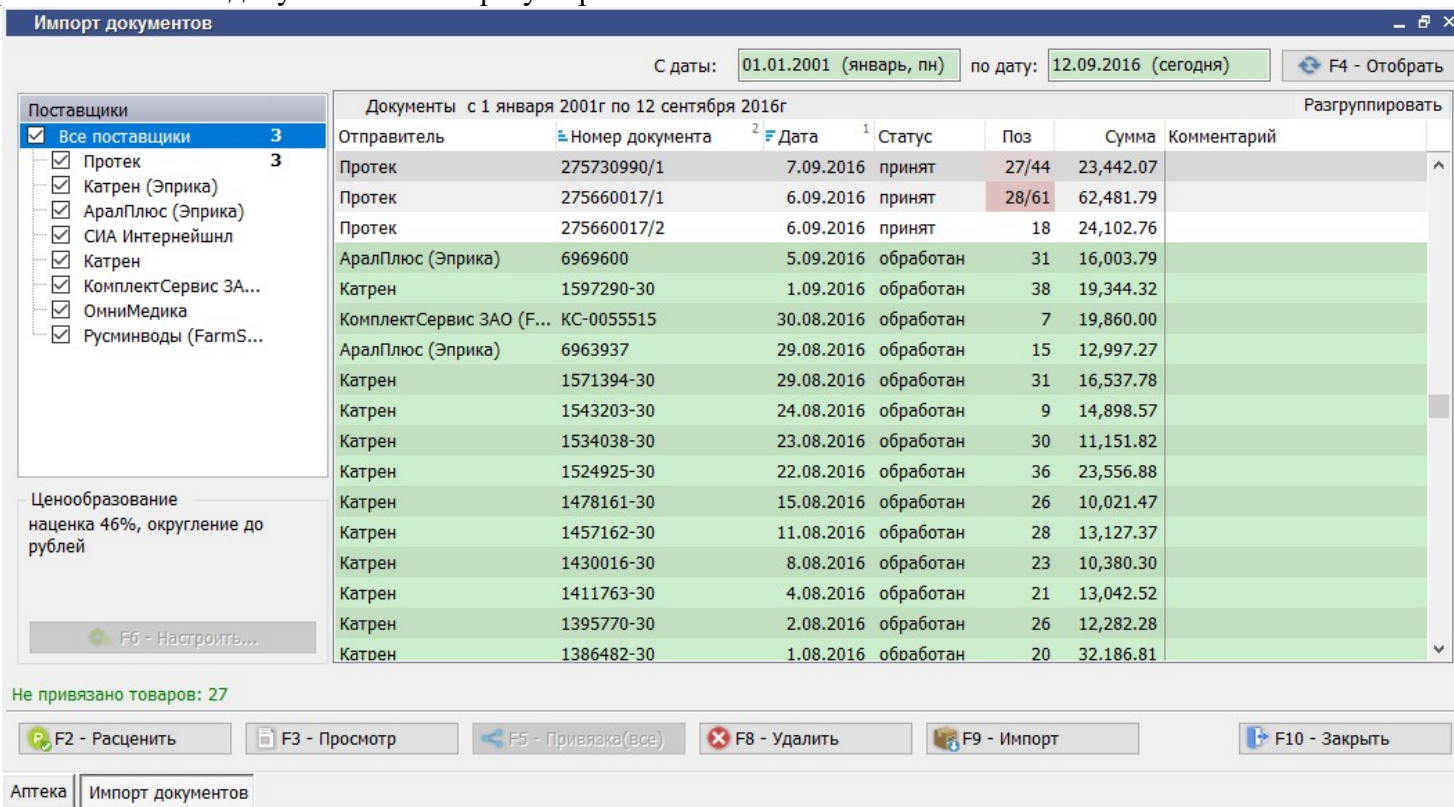 Импорт документов
С даты: 01.01.2001 (январь, пн) по дату: 12.09.2016 (сегодня) F4 - Отобрать
Поставщики
Все поставщики 3
Протек 3
Катрен (Эприка)
АралПлюс (Эприка)
СИА Интернейшнл
Катрен
КомплектСервис ЗА...
ОмниМедика
Русминводы (FarmS...
Ценообразование
наценка 46%, округление до
рублей
F6 - Настроить...
Документы с 1 января 2001г по 12 сентября 2016г Разгруппировать
Отправитель Номер документа 2 Дата 1 Статус Поз Сумма Комментарий
Протек 275730990/1 7.09.2016 принят 27/44 23,442.07
Протек 275660017/1 6.09.2016 принят 28/61 62,481.79
Протек 275660017/2 6.09.2016 принят 18 24,102.76
АралПлюс (Эприка) 6969600 5.09.2016 обработан 31 16,003.79
Катрен 1597290-30 1.09.2016 обработан 38 19,344.32
КомплектСервис ЗАО (F... КС-0055515 30.08.2016 обработан 7 19,860.00
АралПлюс (Эприка) 6963937 29.08.2016 обработан 15 12,997.27
Катрен 1571394-30 29.08.2016 обработан 31 16,537.78
Катрен 1543203-30 24.08.2016 обработан 9 14,898.57
Катрен 1534038-30 23.08.2016 обработан 30 11,151.82
Катрен 1524925-30 22.08.2016 обработан 36 23,556.88
Катрен 1478161-30 15.08.2016 обработан 26 10,021.47
Катрен 1457162-30 11.08.2016 обработан 28 13,127.37
Катрен 1430016-30 8.08.2016 обработан 23 10,380.30
Катрен 1411763-30 4.08.2016 обработан 21 13,042.52
Катрен 1395770-30 2.08.2016 обработан 26 12,282.28
Катрен 1386482-30 1.08.2016 обработан 20 32,186.81
Не привязано товаров: 27
F2 - Расценить F3 - Просмотр F5 - Привязка(все) F8 - Удалить F9 - Импорт F10 - Закрыть
Аптека Импорт документов